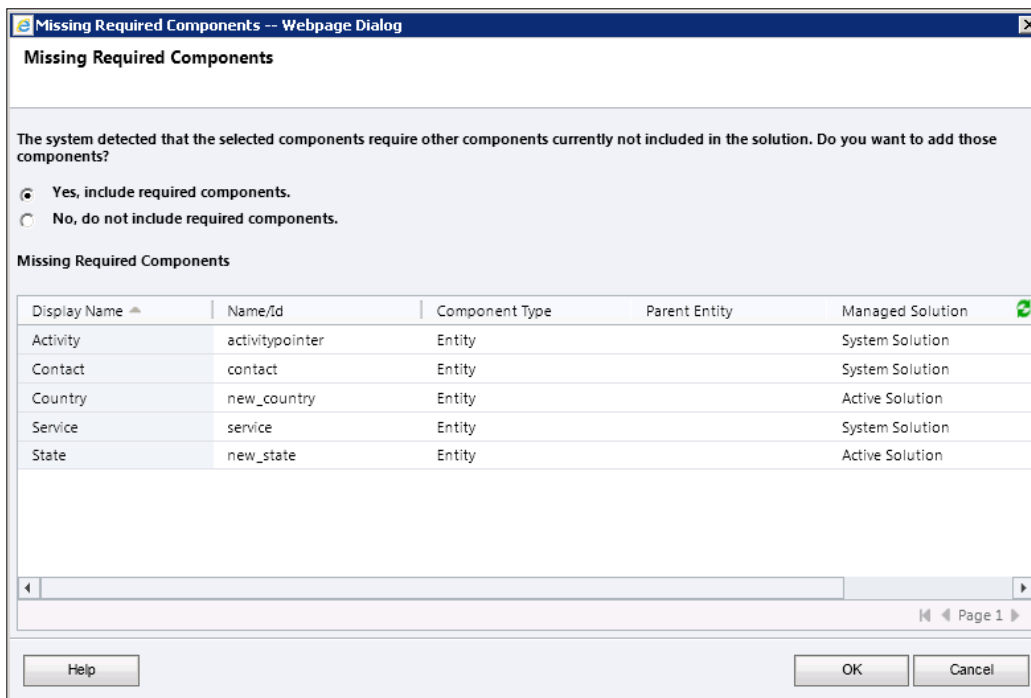 Missing Required Components -- Webpage Dialog
Missing Required Components
The system detected that the selected components require other components currently not included in the solution. Do you want to add those
components?
Yes, include required components.
No, do not include required components.
Missing Required Components
Display Name Name/Id Component Type Parent Entity Managed Solution
Activity activitypointer Entity System Solution
Contact contact Entity System Solution
Country new_country Entity Active Solution
Service service Entity System Solution
State new_state Entity Active Solution
Page 1
Help OK Cancel